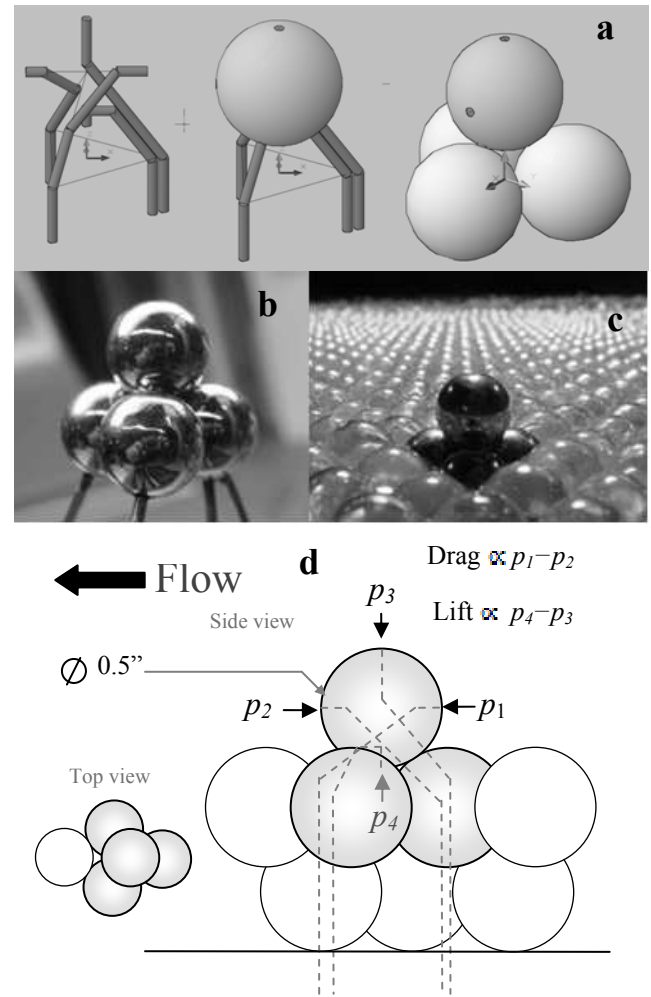 a
b
c
d
Drag ∝ p₁−p₂
Flow
p₃
Lift ∝ p₄−p₃
Side view
∅ 0.5”
p₂
p₁
Top view
p₄